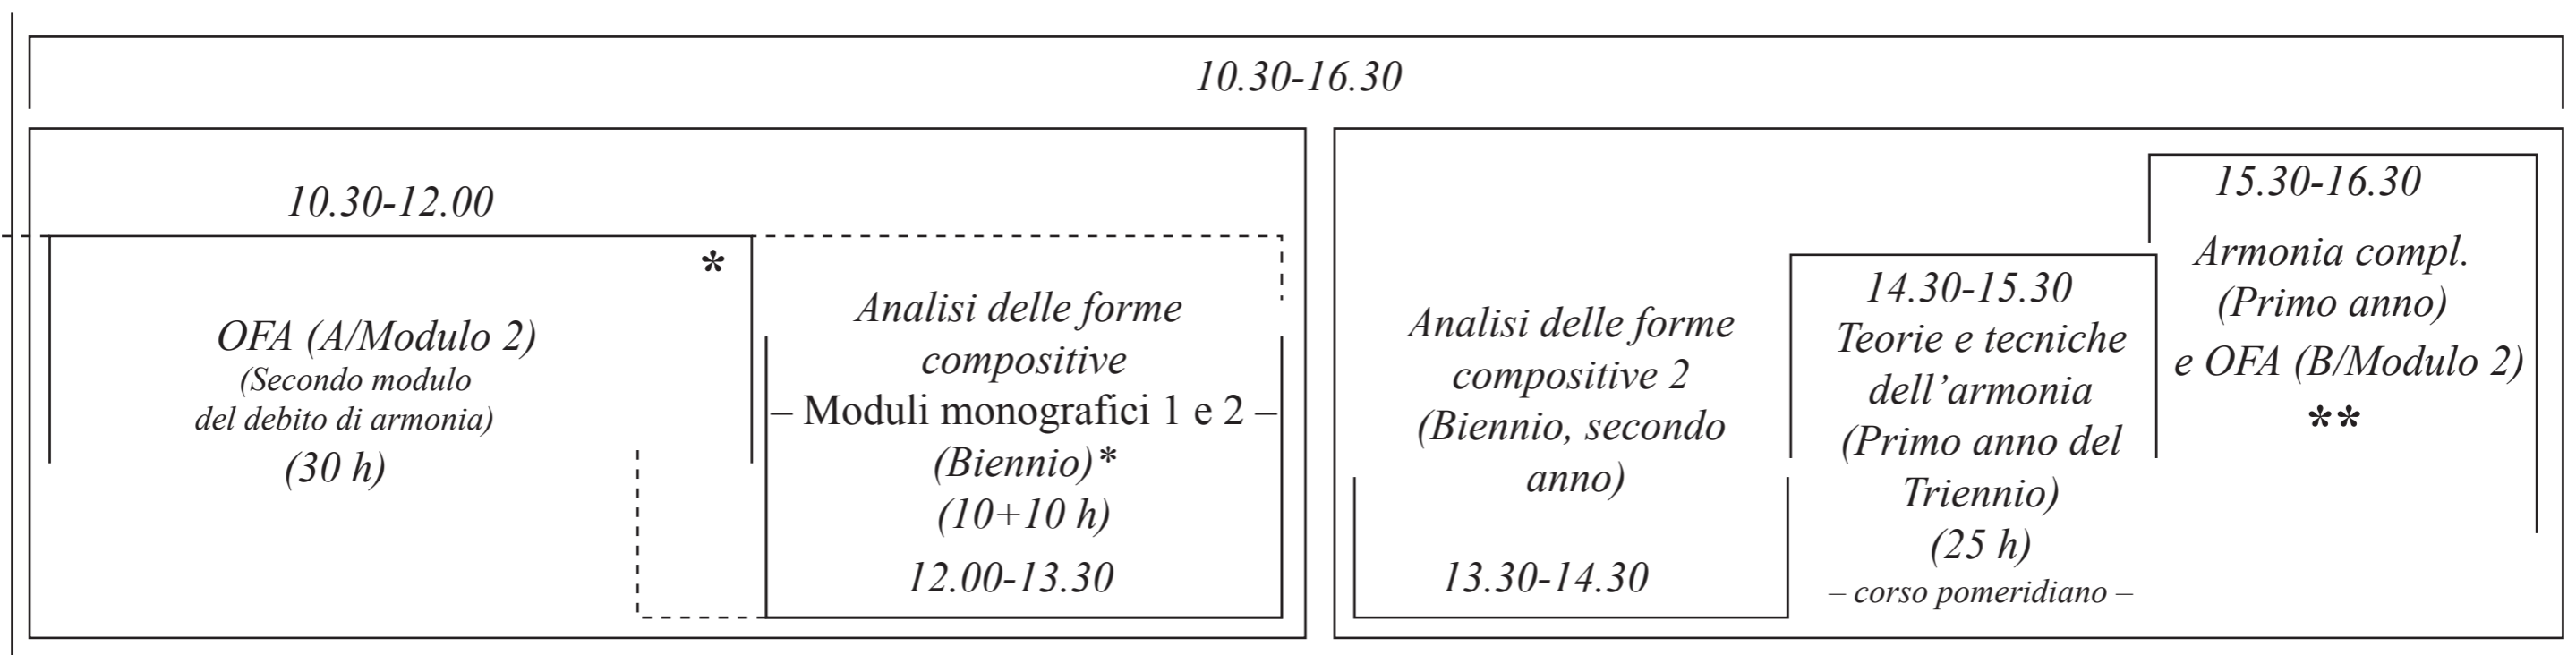 10.30-16.30
10.30-12.00
*
OFA (A/Modulo 2)
(Secondo modulo
del debito di armonia)
(30 h)
Analisi delle forme
compositive
– Moduli monografici 1 e 2 –
(Biennio)*
(10+10 h)
12.00-13.30
Analisi delle forme
compositive 2
(Biennio, secondo
anno)
13.30-14.30
14.30-15.30
Teorie e tecniche
dell’armonia
(Primo anno del
Triennio)
(25 h)
– corso pomeridiano –
15.30-16.30
Armonia compl.
(Primo anno)
e OFA (B/Modulo 2)
**